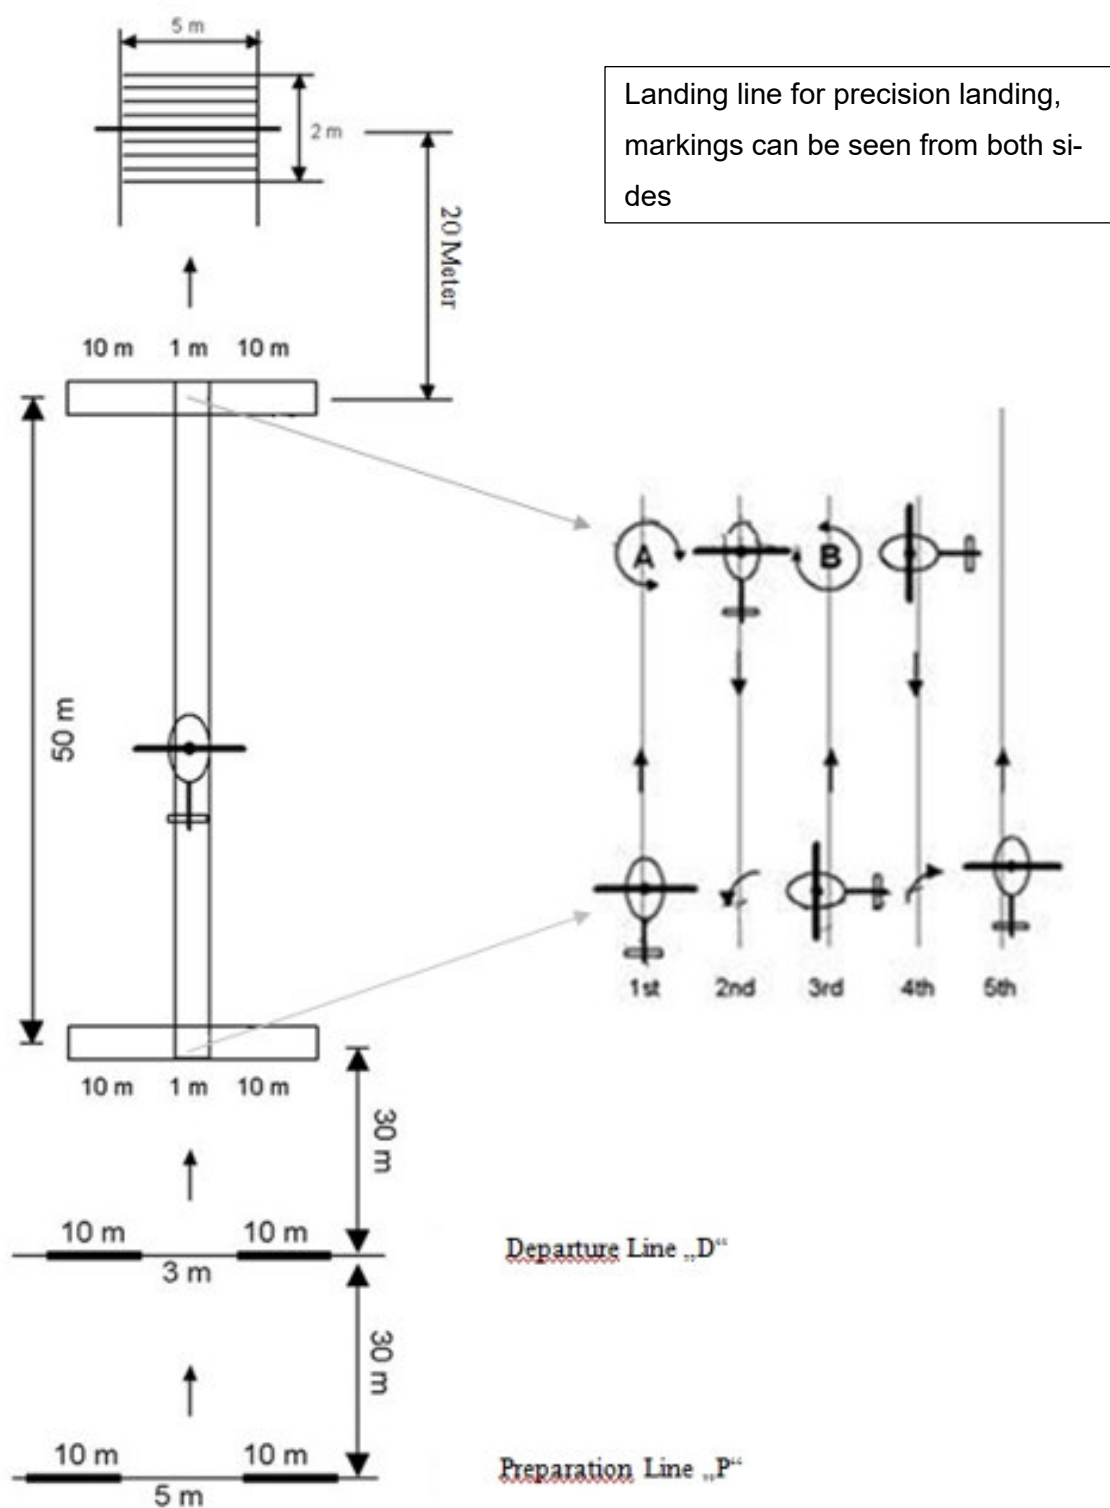 5 m
Landing line for precision landing,
markings can be seen from both si-
des
2 m
20 Meter
10 m 1 m 10 m
A B
50 m
1st 2nd 3rd 4th 5th
10 m 1 m 10 m
30 m
10 m 10 m
Departure Line „D“
3 m
30 m
10 m 10 m
Preparation Line „P“
5 m